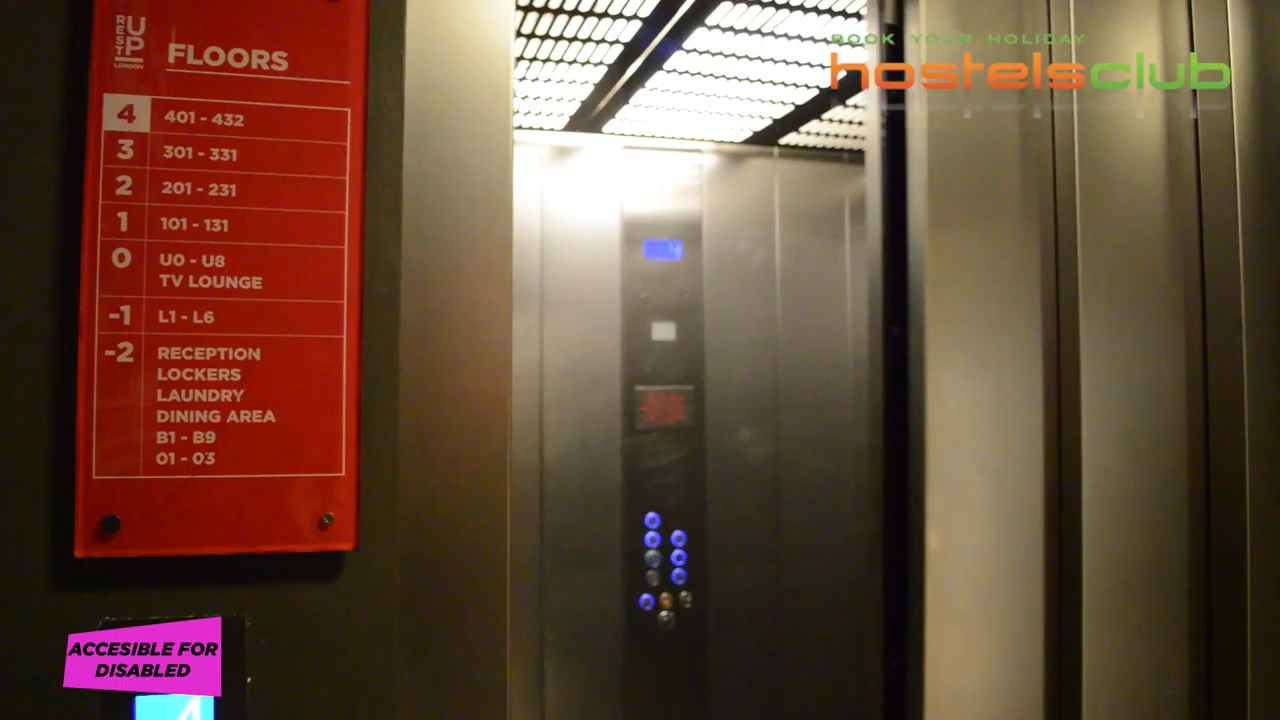 REST
UP
LONDON
FLOORS
4 401 - 432
3 301 - 331
2 201 - 231
1 101 - 131
0 U0 - U8
TV LOUNGE
-1 L1 - L6
-2 RECEPTION
LOCKERS
LAUNDRY
DINING AREA
B1 - B9
01 - 03
BOOK YOUR HOLIDAY
hostelsclub
4
ACCESIBLE FOR
DISABLED
4